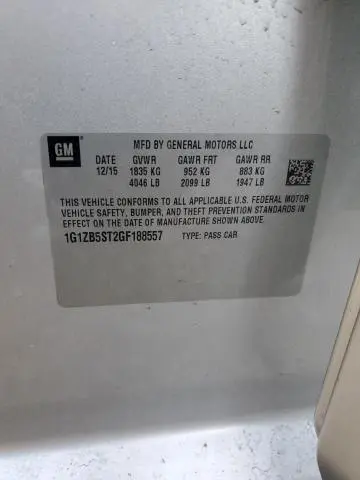 GM
MFD BY GENERAL MOTORS LLC
DATE GVWR GAWR FRT GAWR RR
12/15 1835 KG 952 KG 883 KG
4046 LB 2099 LB 1947 LB
THIS VEHICLE CONFORMS TO ALL APPLICABLE U.S. FEDERAL MOTOR
VEHICLE SAFETY, BUMPER, AND THEFT PREVENTION STANDARDS IN
EFFECT ON THE DATE OF MANUFACTURE SHOWN ABOVE.
1G1ZB5ST2GF188557 TYPE: PASS CAR